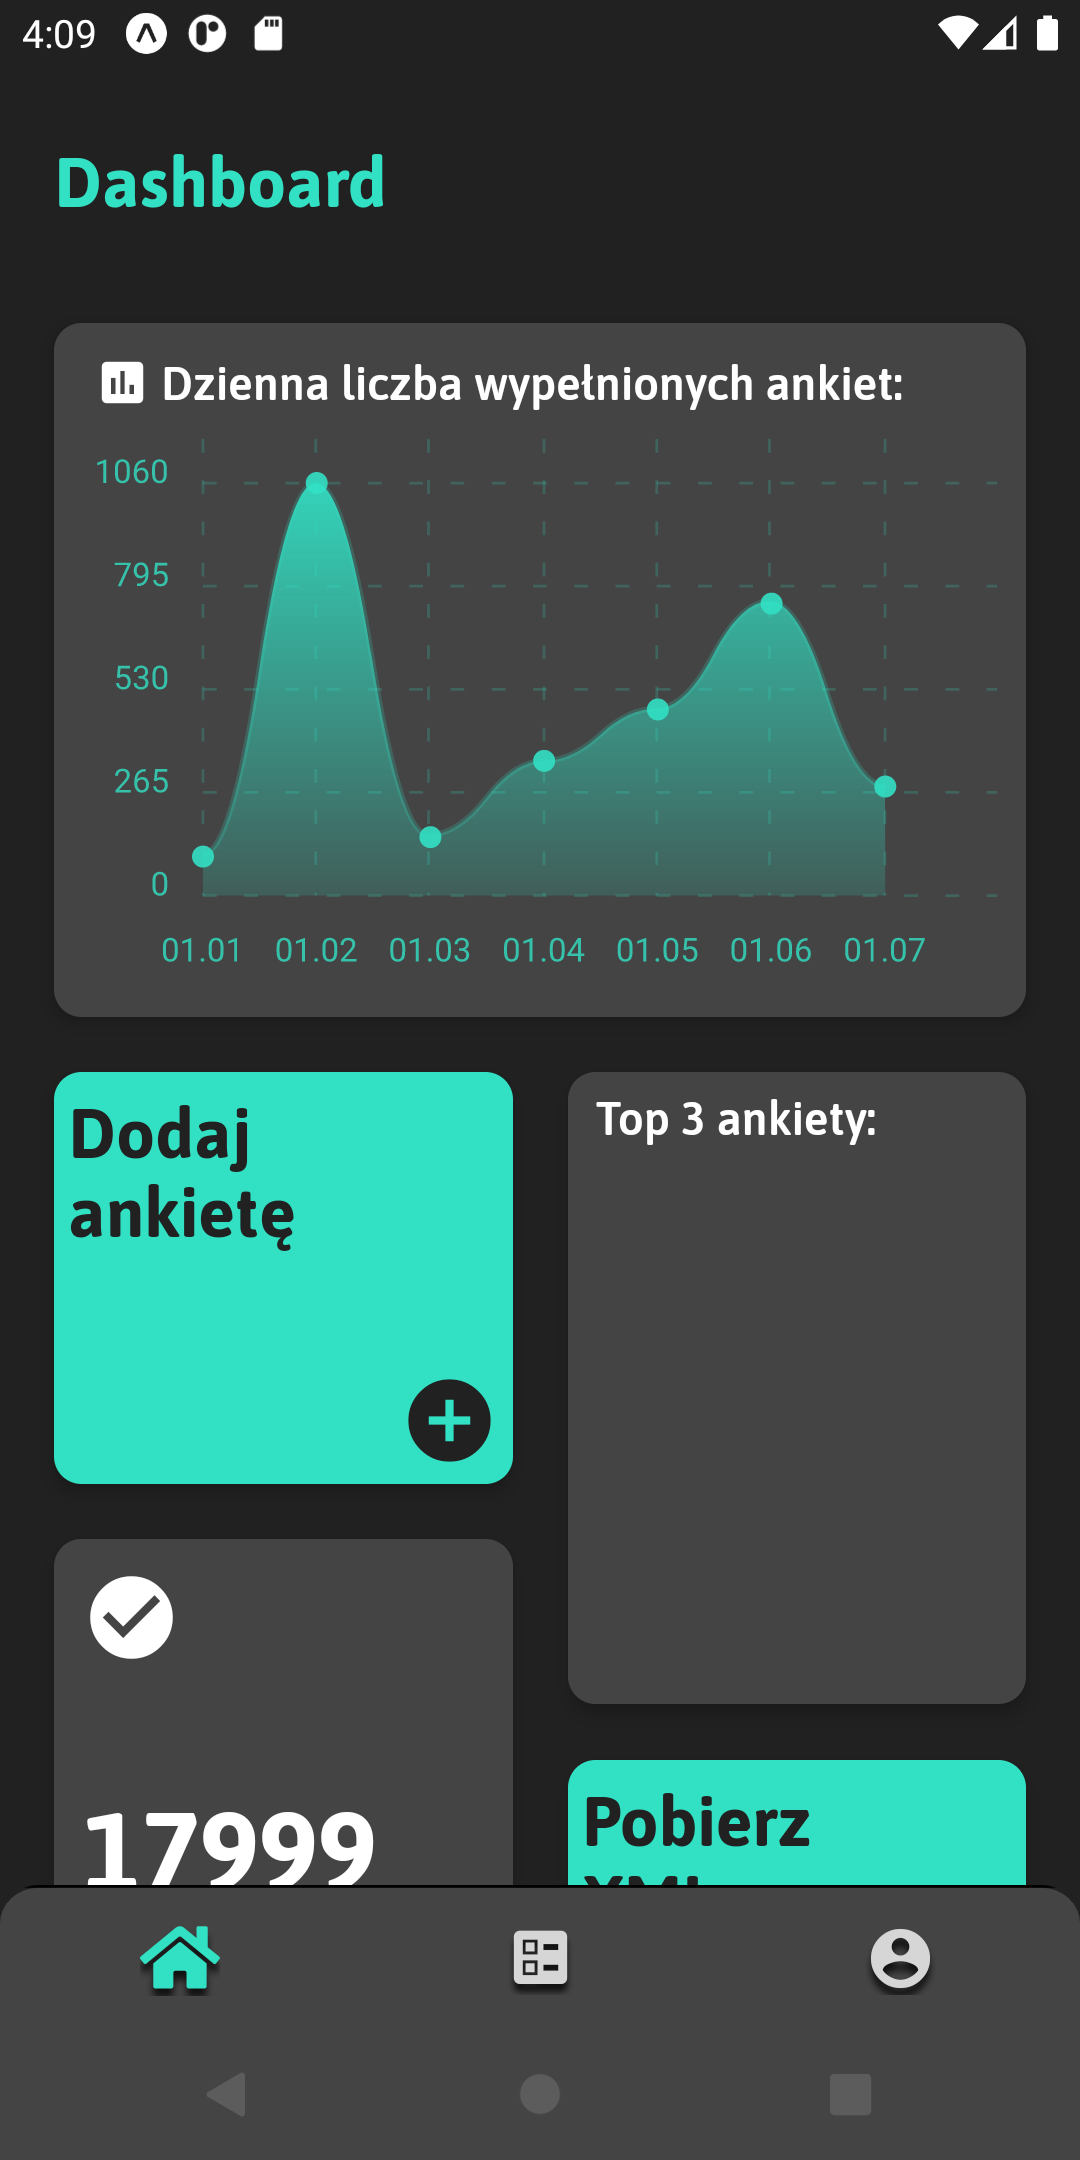 4:09
Dashboard
Dzienna liczba wypełnionych ankiet:
1060
795
530
265
0
01.01 01.02 01.03 01.04 01.05 01.06 01.07
Dodaj
ankietę
Top 3 ankiety:
17999
Pobierz
XML